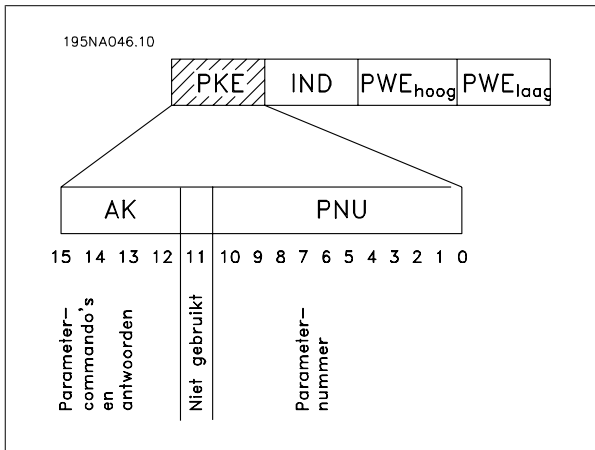 195NA046.10
PKE IND PWEhoog PWElaag
AK PNU
15 14 13 12 11 10 9 8 7 6 5 4 3 2 1 0
Parameter-
commando's
en
antwoorden
Niet gebruikt
Parameter-
nummer